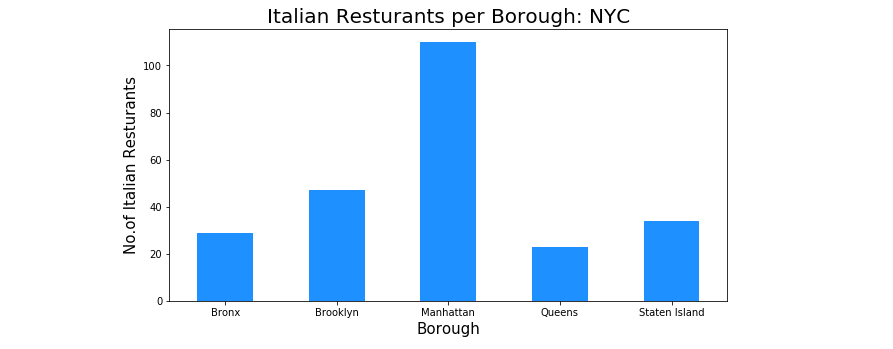 Italian Resturants per Borough: NYC
No.of Italian Resturants
100
80
60
40
20
0
Bronx Brooklyn Manhattan Queens Staten Island
Borough